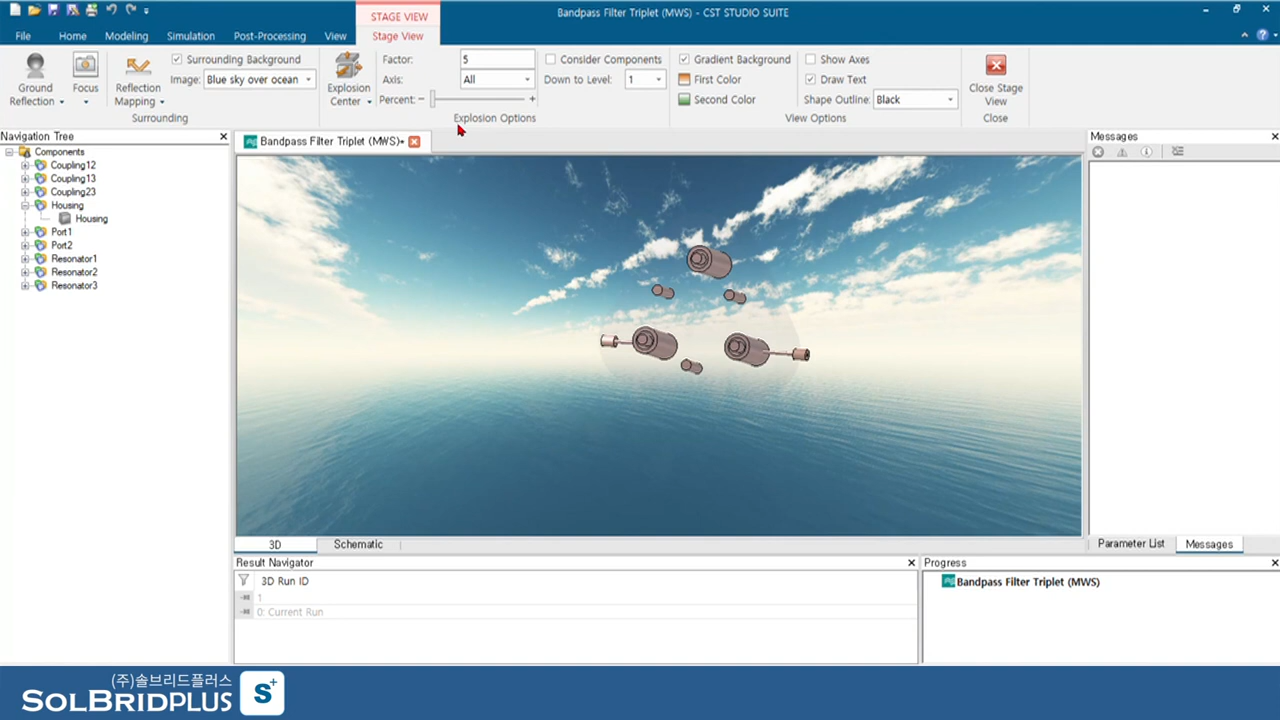 Bandpass Filter Triplet (MWS) - CST STUDIO SUITE
STAGE VIEW
File
Home
Modeling
Simulation
Post-Processing
View
Stage View
Ground
Reflection
Focus
Reflection
Mapping
Surrounding Background
Image:
Blue sky over ocean
Surrounding
Explosion
Center
Factor:
5
Axis:
All
Percent:
Consider Components
Down to Level:
1
Explosion Options
Gradient Background
First Color
Second Color
Show Axes
Draw Text
Shape Outline:
Black
View Options
Close Stage
View
Close
Navigation Tree
Components
Coupling12
Coupling13
Coupling23
Housing
Housing
Port1
Port2
Resonator1
Resonator2
Resonator3
Bandpass Filter Triplet (MWS)*
3D
Schematic
Messages
Parameter List
Messages
Result Navigator
3D Run ID
1
0: Current Run
Progress
Bandpass Filter Triplet (MWS)
(주)솔브리드플러스
SOLBRIDPLUS
S+